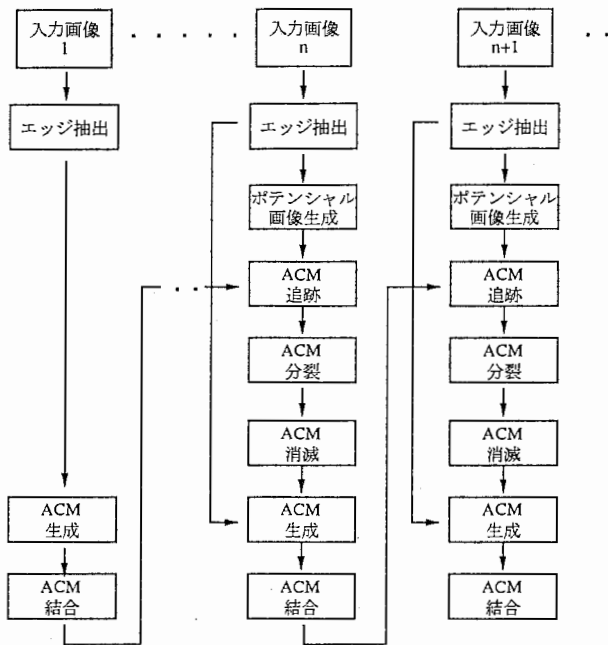 入力画像
1
エッジ抽出
ACM
生成
ACM
結合
入力画像
n
エッジ抽出
ポテンシャル
画像生成
ACM
追跡
ACM
分裂
ACM
消滅
ACM
生成
ACM
結合
入力画像
n+1
エッジ抽出
ポテンシャル
画像生成
ACM
追跡
ACM
分裂
ACM
消滅
ACM
生成
ACM
結合